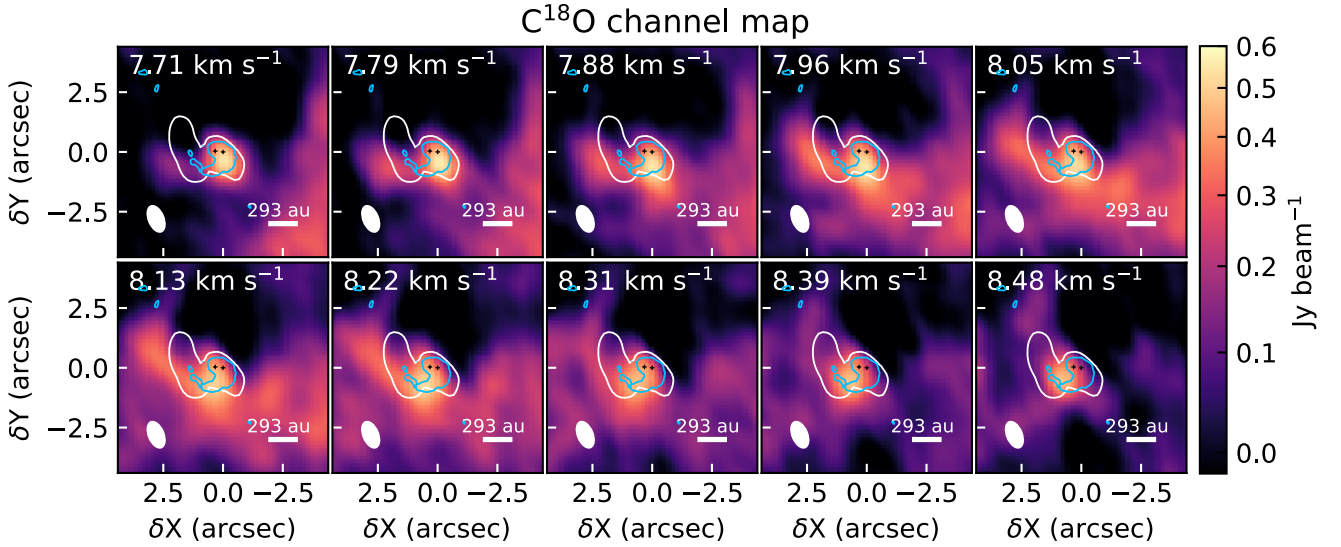 C¹⁸O channel map
7.71 km s⁻¹
7.79 km s⁻¹
7.88 km s⁻¹
7.96 km s⁻¹
8.05 km s⁻¹
0.6
0.5
0.4
0.3
0.2
0.1
0.0
Jy beam⁻¹
2.5
0.0
−2.5
δY (arcsec)
293 au
293 au
293 au
293 au
293 au
8.13 km s⁻¹
8.22 km s⁻¹
8.31 km s⁻¹
8.39 km s⁻¹
8.48 km s⁻¹
2.5
0.0
−2.5
δY (arcsec)
293 au
293 au
293 au
293 au
293 au
2.5 0.0 −2.5
2.5 0.0 −2.5
2.5 0.0 −2.5
2.5 0.0 −2.5
2.5 0.0 −2.5
δX (arcsec)
δX (arcsec)
δX (arcsec)
δX (arcsec)
δX (arcsec)